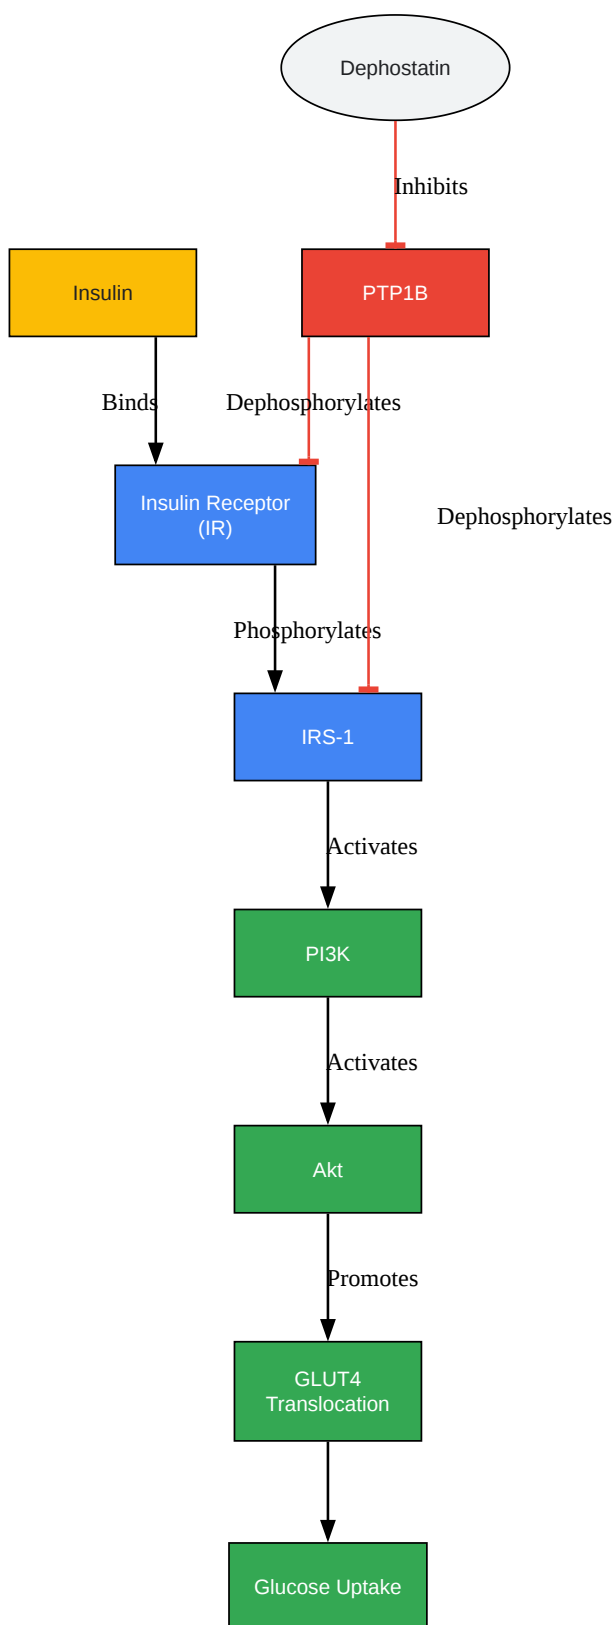 Dephostatin
Inhibits
Insulin
PTP1B
Binds
Dephosphorylates
Insulin Receptor
(IR)
Dephosphorylates
Phosphorylates
IRS-1
Activates
PI3K
Activates
Akt
Promotes
GLUT4
Translocation
Glucose Uptake